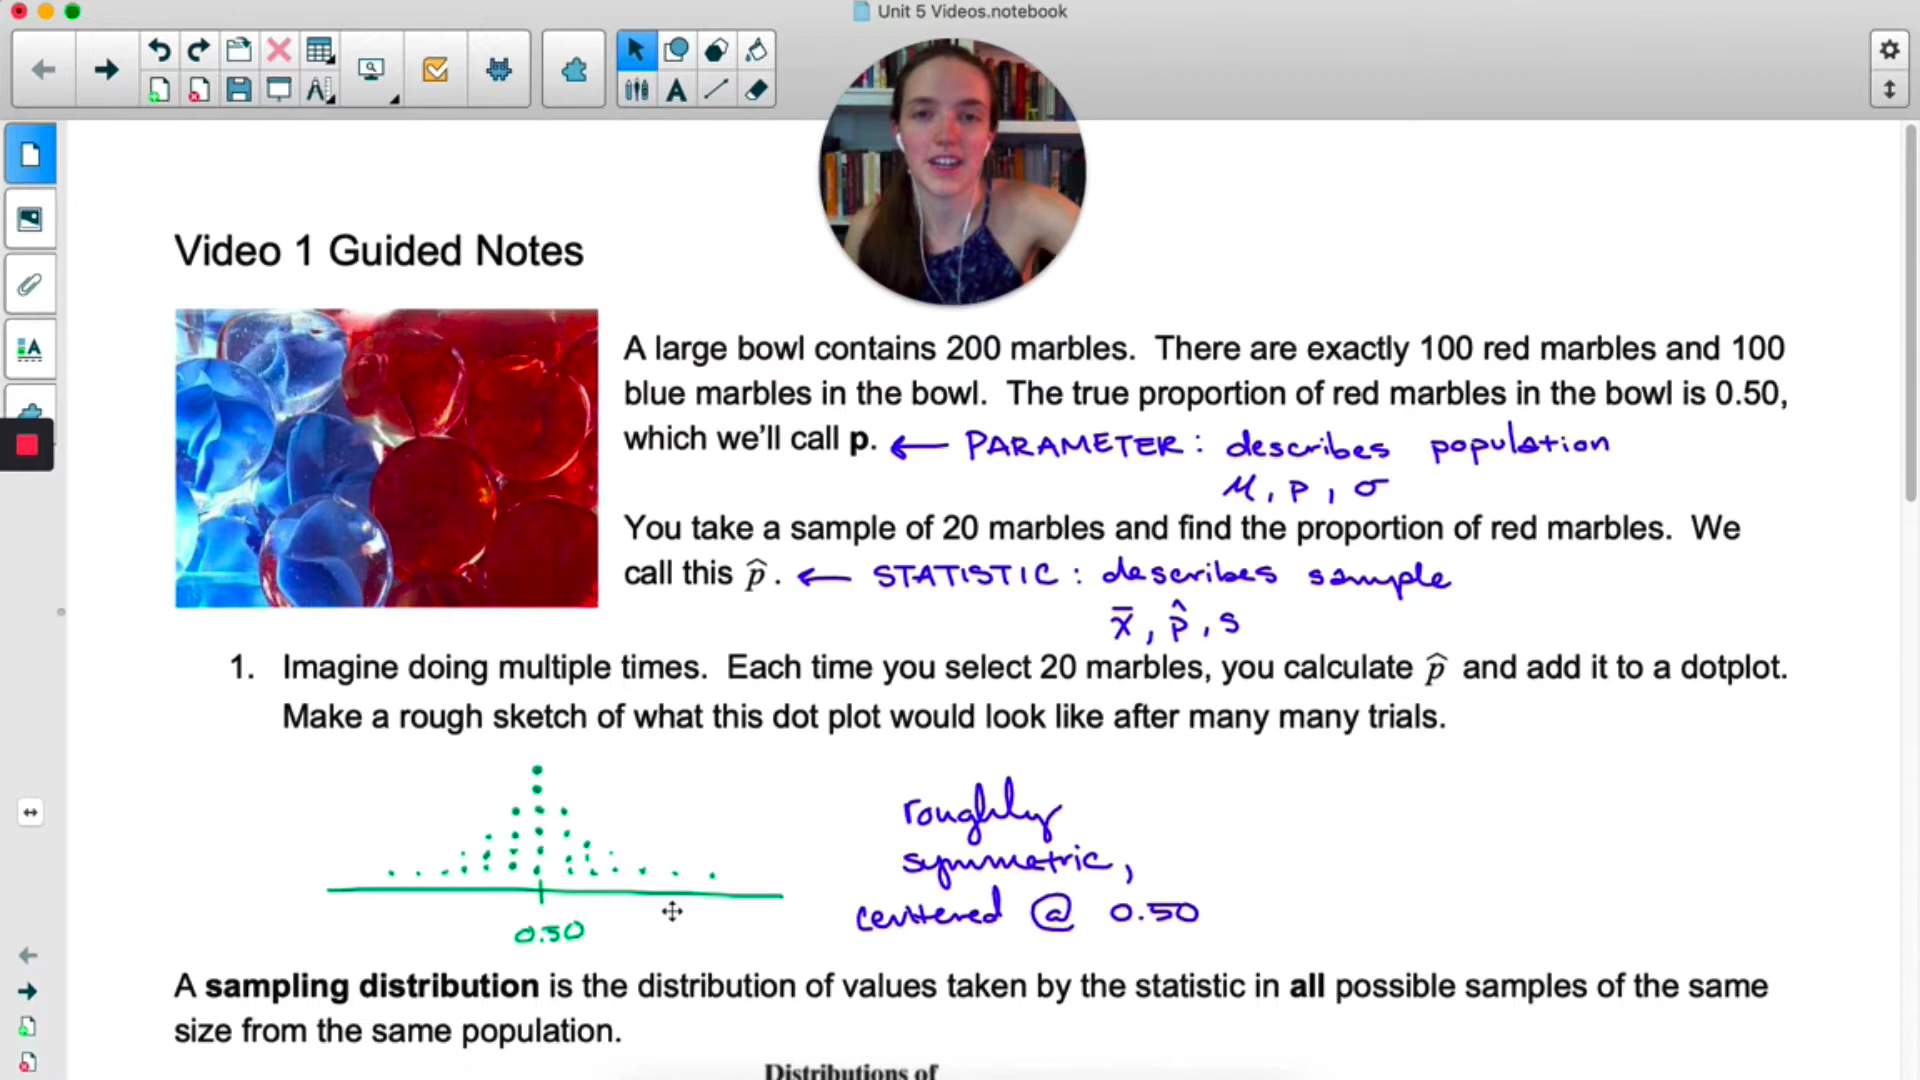 Unit 5 Videos.notebook
Video 1 Guided Notes
A large bowl contains 200 marbles. There are exactly 100 red marbles and 100
blue marbles in the bowl. The true proportion of red marbles in the bowl is 0.50,
which we'll call p. ← PARAMETER : describes population
μ, p, σ
You take a sample of 20 marbles and find the proportion of red marbles. We
call this p̂. ← STATISTIC : describes sample
x̄, p̂, s
1. Imagine doing multiple times. Each time you select 20 marbles, you calculate p̂ and add it to a dotplot.
Make a rough sketch of what this dot plot would look like after many many trials.
0.50
roughly
symmetric,
centered @ 0.50
A sampling distribution is the distribution of values taken by the statistic in all possible samples of the same
size from the same population.
Distributions of